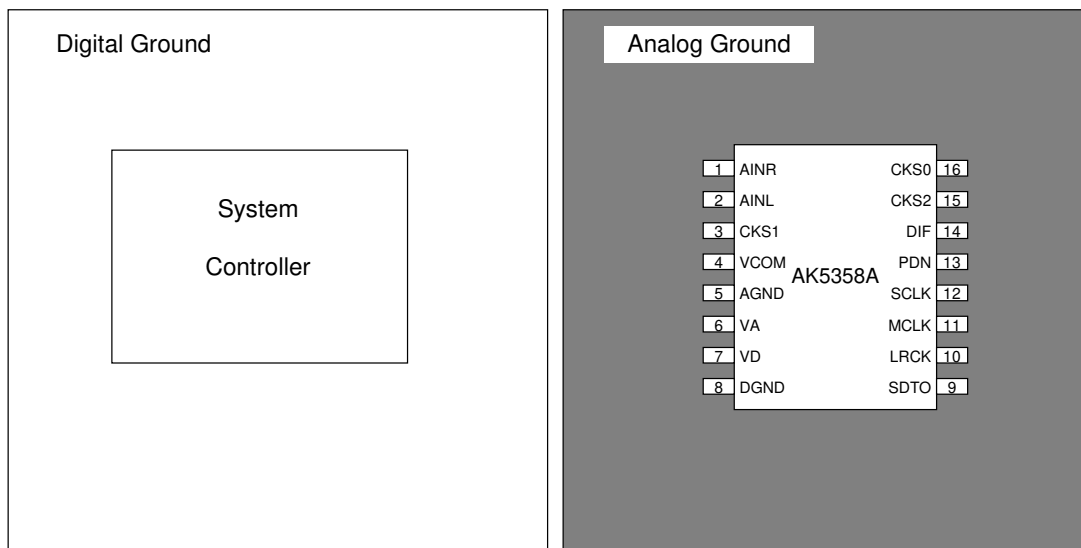 Digital Ground
Analog Ground
System
Controller
AK5358A
1 AINR
2 AINL
3 CKS1
4 VCOM
5 AGND
6 VA
7 VD
8 DGND
CKS0 16
CKS2 15
DIF 14
PDN 13
SCLK 12
MCLK 11
LRCK 10
SDTO 9